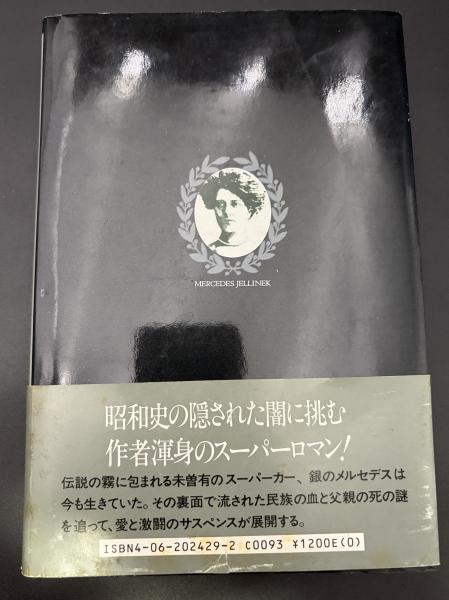 MERCEDES JELLINEK
昭和史の隠された闇に挑む
作者渾身のスーパーロマン!
伝説の霧に包まれる未曽有のスーパーカー、銀のメルセデスは
今も生きていた。その裏面で流された民族の血と父親の死の謎
を追って、愛と激闘のサスペンスが展開する。
ISBN4-06-202429-2 C0093 ¥1200E(0)